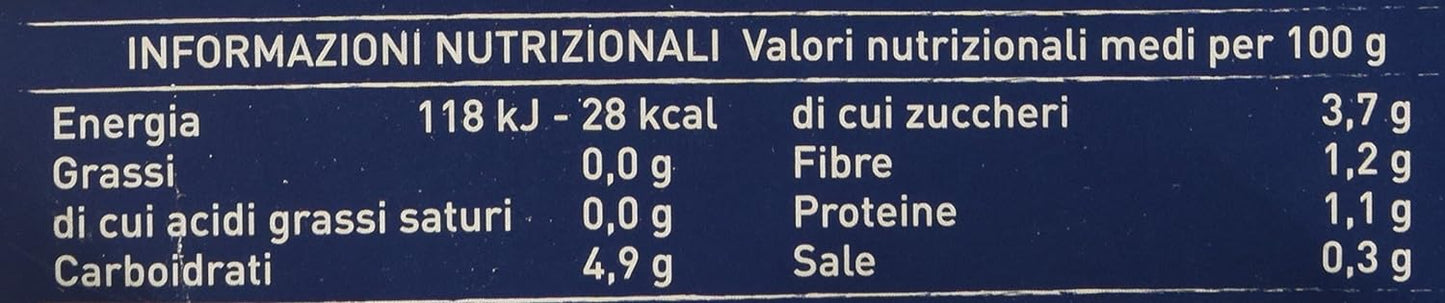 INFORMAZIONI NUTRIZIONALI Valori nutrizionali medi per 100 g
Energia 118 kJ - 28 kcal
Grassi 0,0 g
di cui acidi grassi saturi 0,0 g
Carboidrati 4,9 g
di cui zuccheri 3,7 g
Fibre 1,2 g
Proteine 1,1 g
Sale 0,3 g